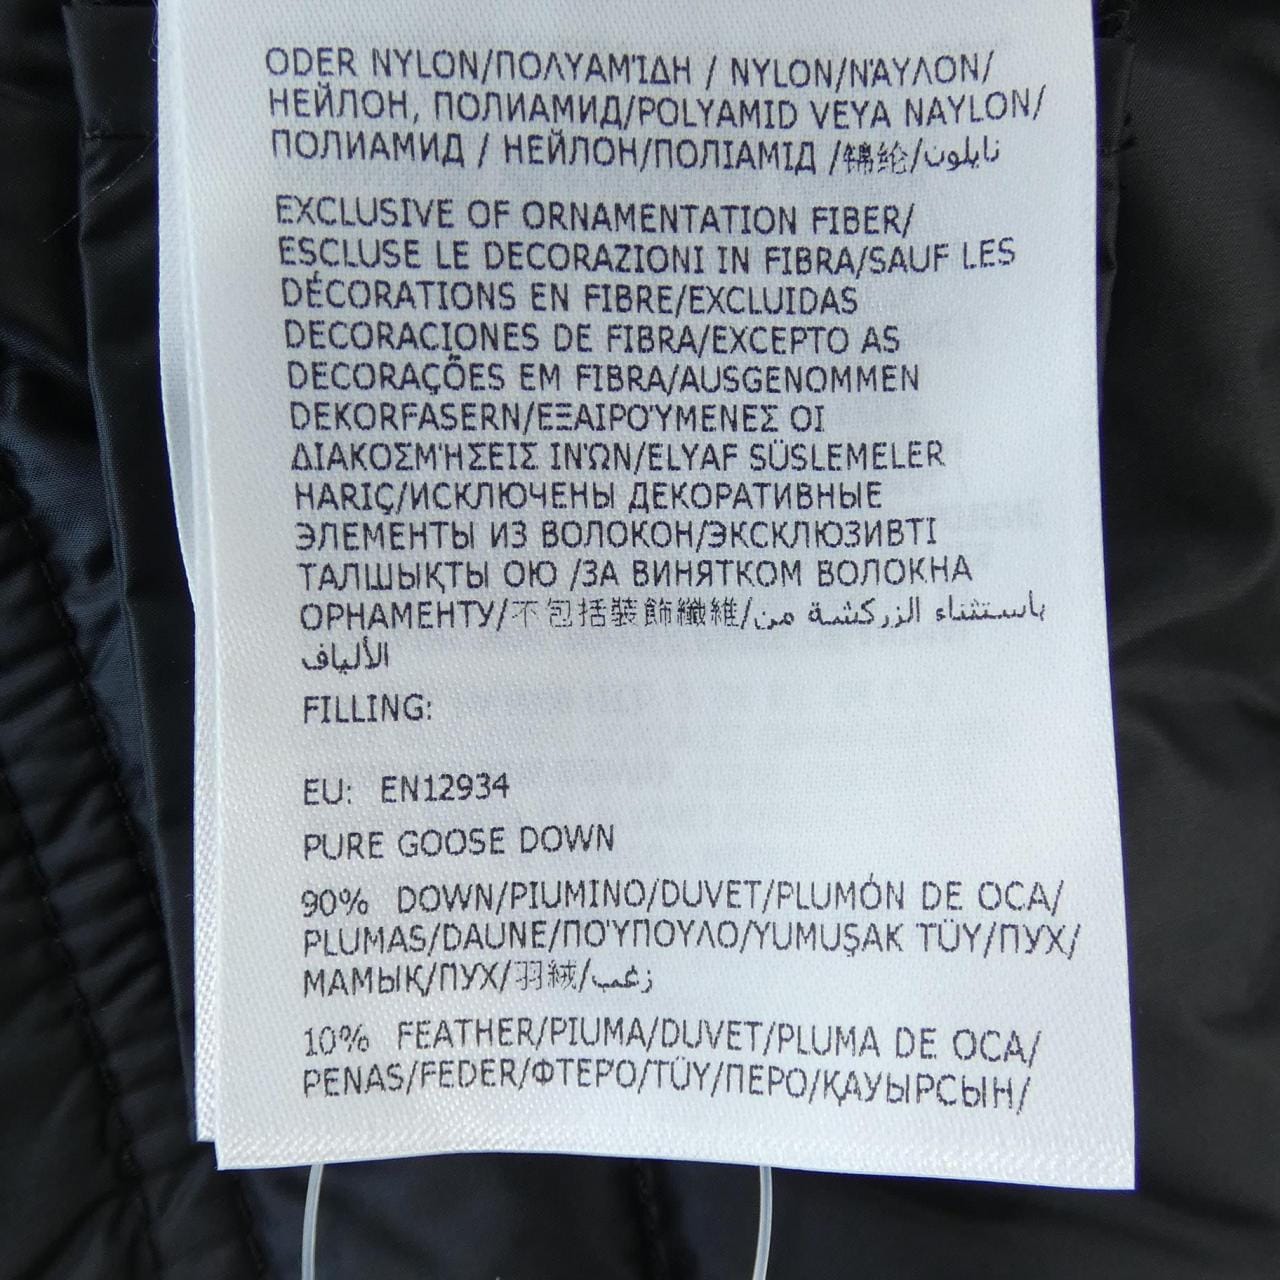 ODER NYLON/ΠΟΛΥΑΜΊΔΗ / NYLON/ΝΆΥΛΟΝ/
НЕЙЛОН, ПОЛИАМИД/POLYAMID VEYA NAYLON/
ПОЛИАМИД / НЕЙЛОН/ПОЛІАМІД /锦纶/نايلون
EXCLUSIVE OF ORNAMENTATION FIBER/
ESCLUSE LE DECORAZIONI IN FIBRA/SAUF LES
DÉCORATIONS EN FIBRE/EXCLUIDAS
DECORACIONES DE FIBRA/EXCEPTO AS
DECORAÇÕES EM FIBRA/AUSGENOMMEN
DEKORFASERN/ΕΞΑΙΡΟΎΜΕΝΕΣ ΟΙ
ΔΙΑΚΟΣΜΉΣΕΙΣ ΙΝΏΝ/ELYAF SÜSLEMELER
HARIÇ/ИСКЛЮЧЕНЫ ДЕКОРАТИВНЫЕ
ЭЛЕМЕНТЫ ИЗ ВОЛОКОН/ЭКСКЛЮЗИВТІ
ТАЛШЫҚТЫ ОЮ /ЗА ВИНЯТКОМ ВОЛОКНА
ОРНАМЕНТУ/不包括裝飾纖維/باستثناء الزركشة من
الألياف
FILLING:
EU: EN12934
PURE GOOSE DOWN
90% DOWN/PIUMINO/DUVET/PLUMÓN DE OCA/
PLUMAS/DAUNE/ΠΟΎΠΟΥΛΟ/YUMUŞAK TÜY/ПУХ/
МАМЫҚ/ПУХ/羽絨/زغب
10% FEATHER/PIUMA/DUVET/PLUMA DE OCA/
PENAS/FEDER/ΦΤΕΡΌ/TÜY/ПЕРО/ҚАУЫРСЫН/